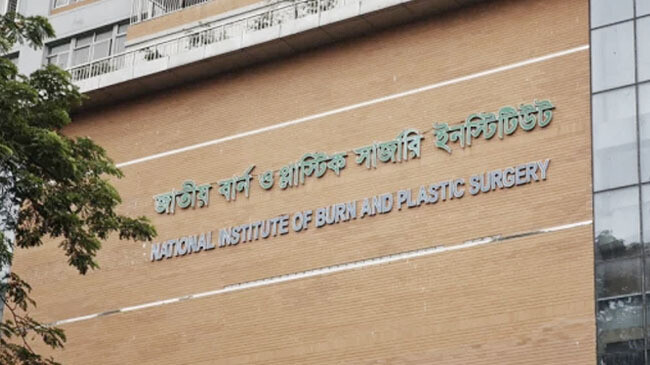 জাতীয় বার্ন ও প্লাস্টিক সার্জারি ইনস্টিটিউট
NATIONAL INSTITUTE OF BURN AND PLASTIC SURGERY